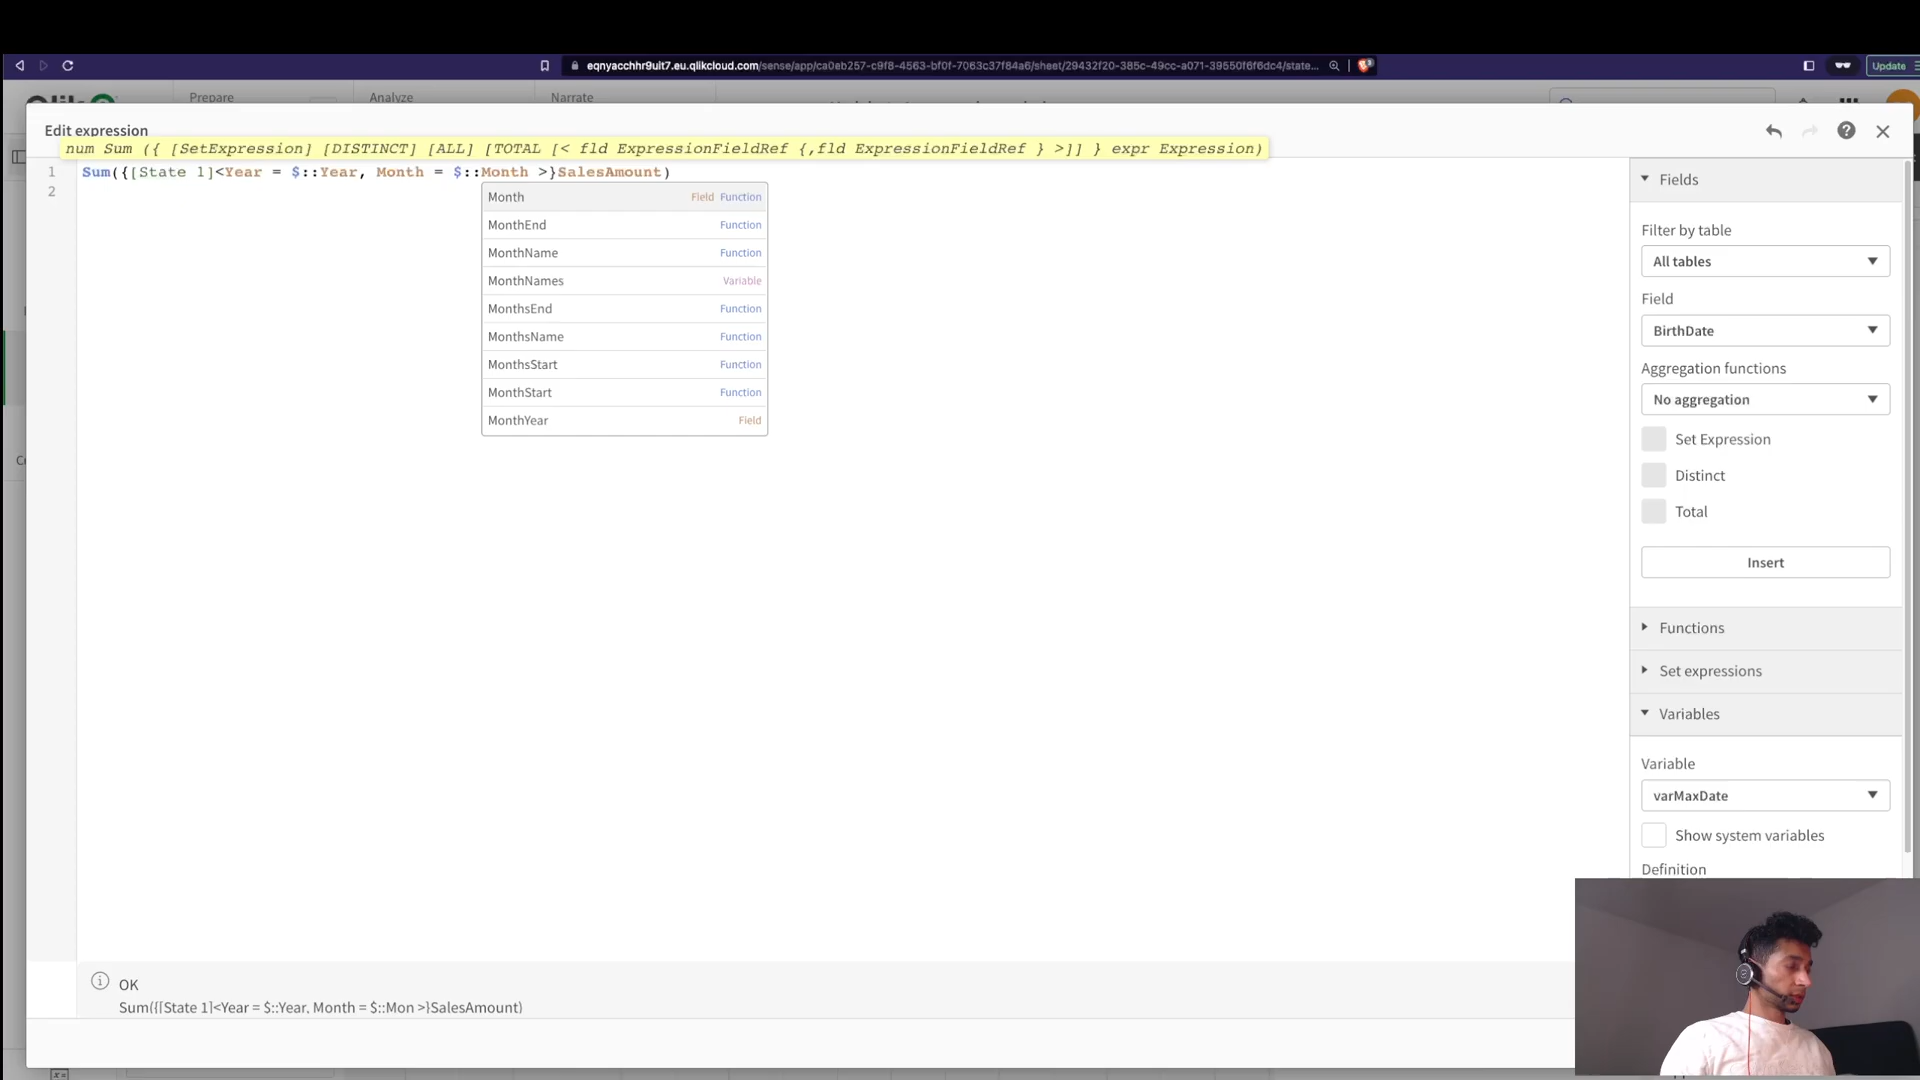 eqnyacchhr9ult7.eu.qlikcloud.com/sense/app/ca0eb257-c9f8-4563-bf0f-7063c37f84a6/sheet/29432f20-385c-49cc-a071-39550f6f6dc4/state...
Update
Prepare
Analyze
Narrate
Edit expression
num Sum ({ [SetExpression] [DISTINCT] [ALL] [TOTAL [< fld ExpressionFieldRef {,fld ExpressionFieldRef } >]] } expr Expression)
1 Sum({[State 1]<Year = $::Year, Month = $::Month >}SalesAmount)
2
Month Field Function
MonthEnd Function
MonthName Function
MonthNames Variable
MonthsEnd Function
MonthsName Function
MonthsStart Function
MonthStart Function
MonthYear Field
Fields
Filter by table
All tables
Field
BirthDate
Aggregation functions
No aggregation
Set Expression
Distinct
Total
Insert
Functions
Set expressions
Variables
Variable
varMaxDate
Show system variables
Definition
OK
Sum({[State 1]<Year = $::Year, Month = $::Mon >}SalesAmount)